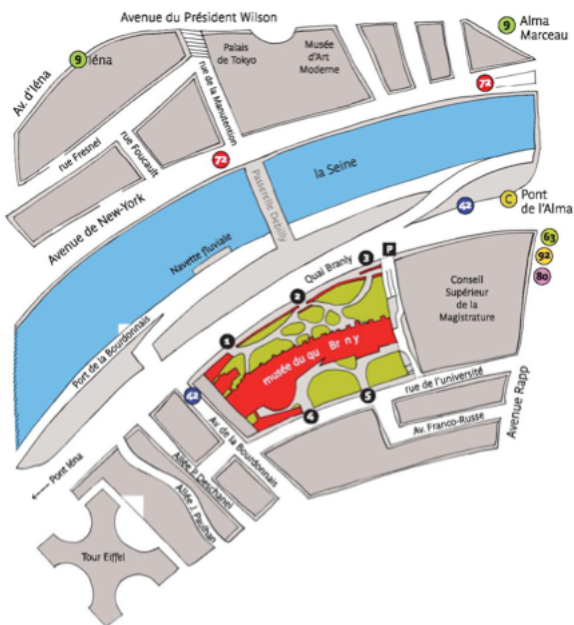 Avenue du Président Wilson
9
Alma
Marceau
9
Iéna
Palais
de Tokyo
Musée
d'Art
Moderne
Av. d'Iéna
rue de la Manutention
72
rue Fresnel
rue Foucault
72
la Seine
Passerelle Debilly
Avenue de New-York
42
C
Pont
de l'Alma
Navette fluviale
63
92
80
Quai Branly
P
3
2
1
Conseil
Supérieur
de la
Magistrature
Port de la Bourdonnais
musée du qu Br n y
rue de l'université
42
4
5
Av. de la Bourdonnais
Av. Franco-Russe
Avenue Rapp
Pont Iéna
Allée P. Deschanel
Allée J. Paulhan
Tour Eiffel